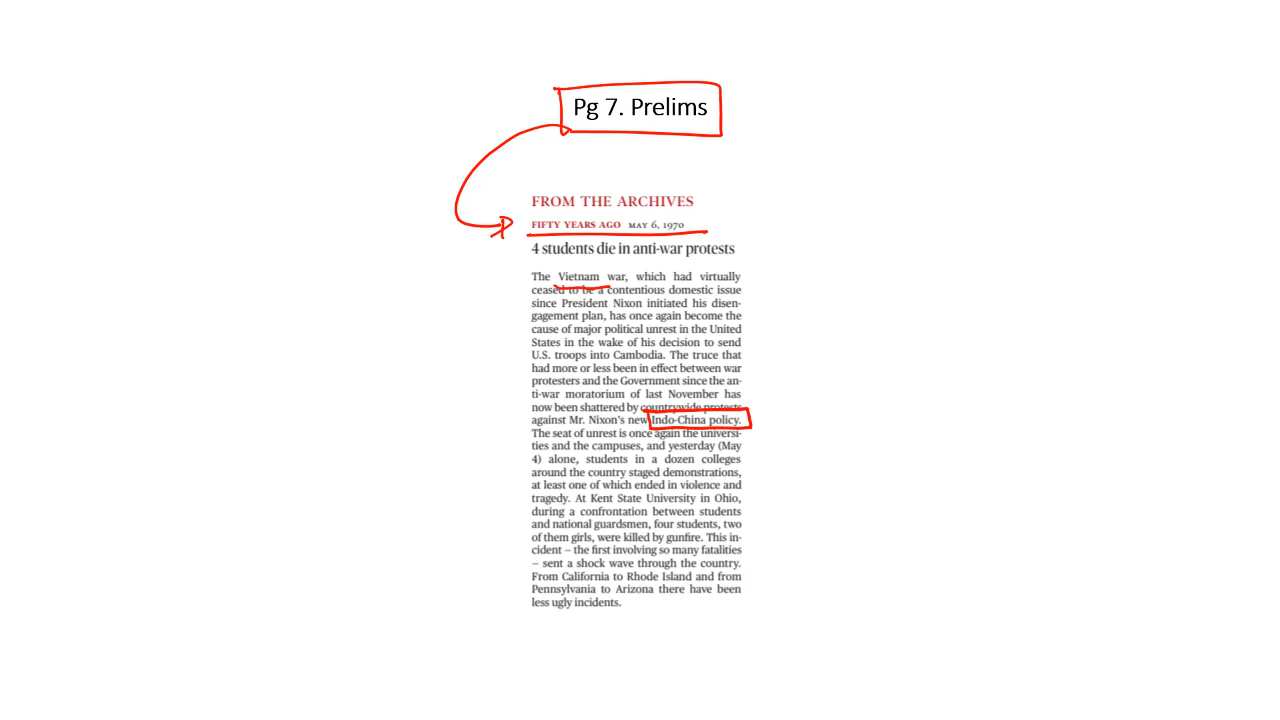 Pg 7. Prelims
FROM THE ARCHIVES
FIFTY YEARS AGO MAY 6, 1970
4 students die in anti-war protests
The Vietnam war, which had virtually
ceased to be a contentious domestic issue
since President Nixon initiated his disen-
gagement plan, has once again become the
cause of major political unrest in the United
States in the wake of his decision to send
U.S. troops into Cambodia. The truce that
had more or less been in effect between war
protesters and the Government since the an-
ti-war moratorium of last November has
now been shattered by countrywide protests
against Mr. Nixon's new Indo-China policy.
The seat of unrest is once again the universi-
ties and the campuses, and yesterday (May
4) alone, students in a dozen colleges
around the country staged demonstrations,
at least one of which ended in violence and
tragedy. At Kent State University in Ohio,
during a confrontation between students
and national guardsmen, four students, two
of them girls, were killed by gunfire. This in-
cident – the first involving so many fatalities
– sent a shock wave through the country.
From California to Rhode Island and from
Pennsylvania to Arizona there have been
less ugly incidents.